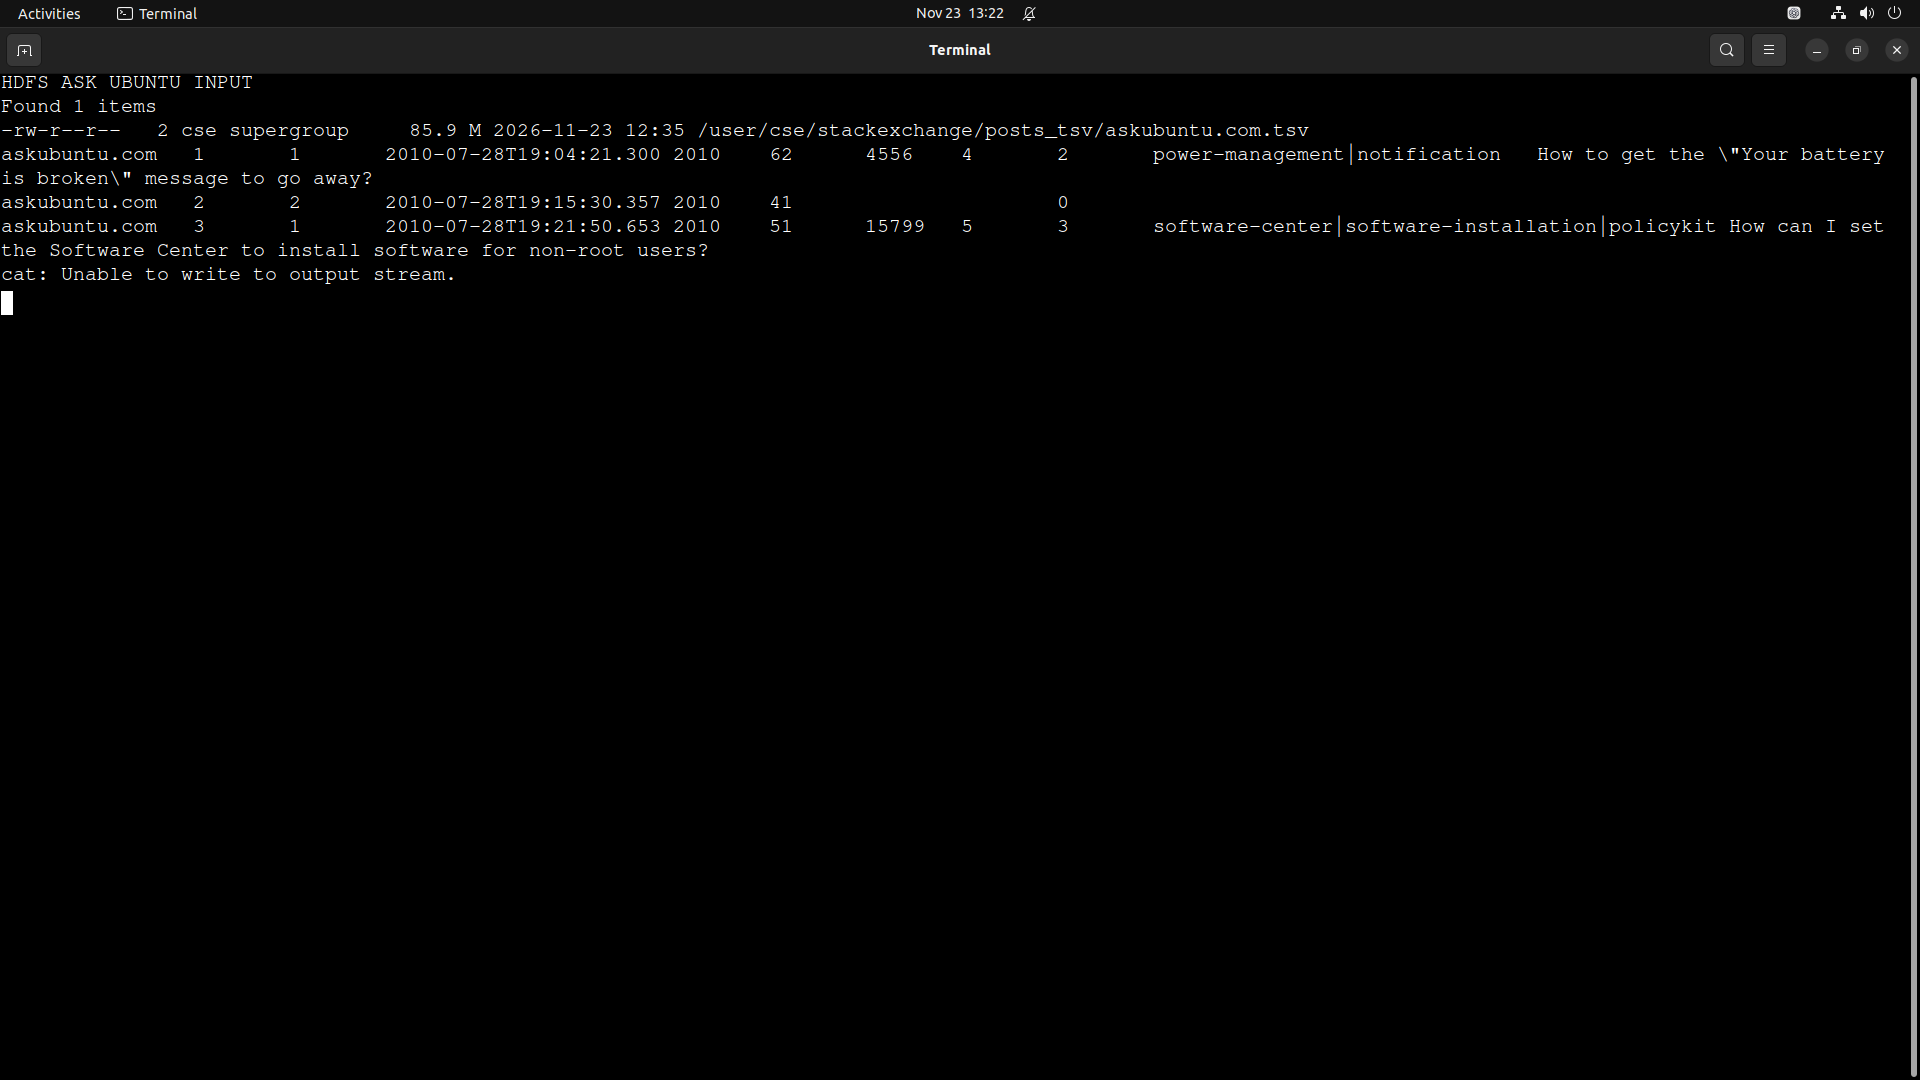 Activities Terminal Nov 23 13:22
Terminal
HDFS ASK UBUNTU INPUT
Found 1 items
-rw-r--r--   2 cse supergroup     85.9 M 2026-11-23 12:35 /user/cse/stackexchange/posts_tsv/askubuntu.com.tsv
askubuntu.com   1       1       2010-07-28T19:04:21.300 2010    62      4556    4       2       power-management|notification   How to get the \"Your battery
is broken\" message to go away?
askubuntu.com   2       2       2010-07-28T19:15:30.357 2010    41                      0
askubuntu.com   3       1       2010-07-28T19:21:50.653 2010    51      15799   5       3       software-center|software-installation|policykit How can I set
the Software Center to install software for non-root users?
cat: Unable to write to output stream.